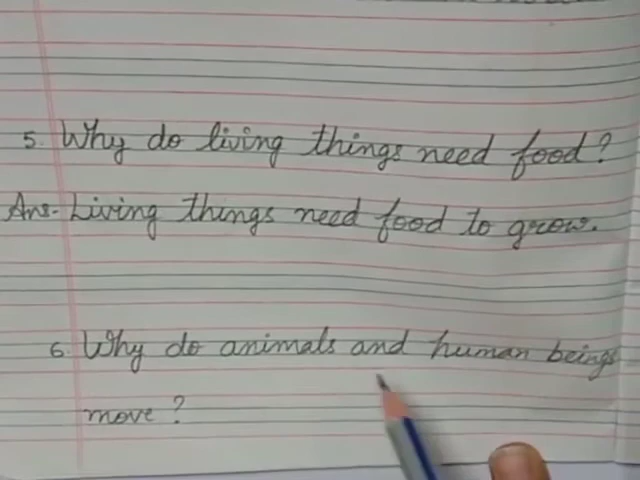 5. Why do living things need food?
Ans- Living things need food to grow.
6. Why do animals and human beings
move?